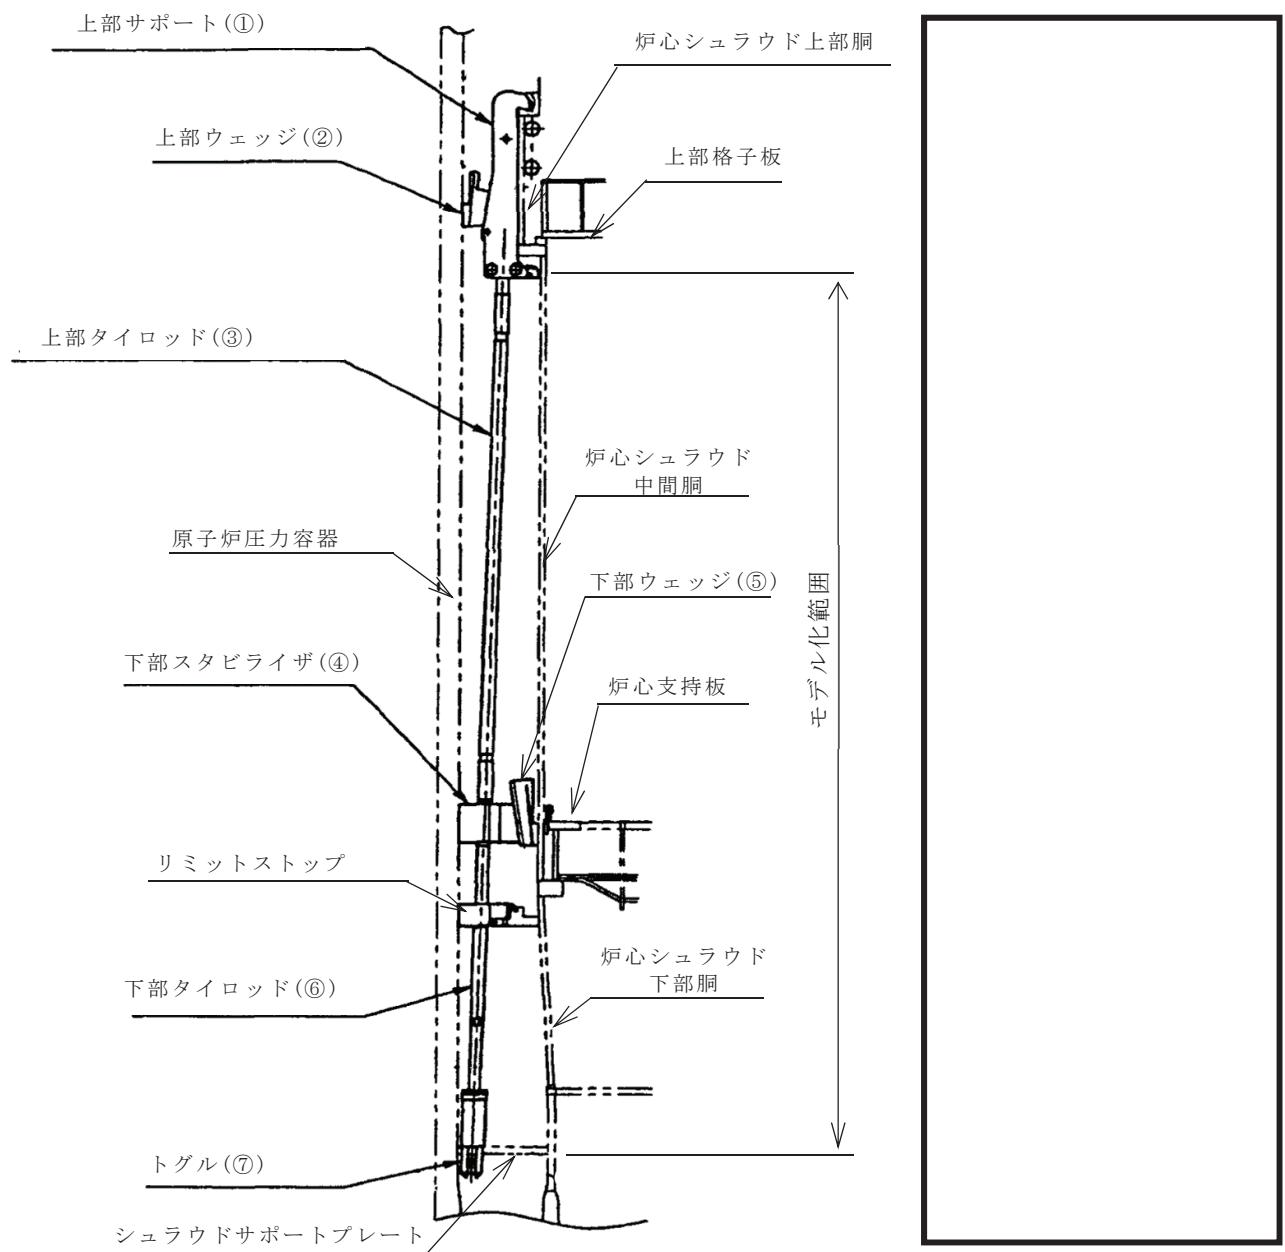 上部サポート(①)
炉心シュラウド上部胴
上部ウェッジ(②)
上部格子板
上部タイロッド(③)
炉心シュラウド
中間胴
原子炉圧力容器
下部ウェッジ(⑤)
モデル化範囲
下部スタビライザ(④)
炉心支持板
リミットストップ
炉心シュラウド
下部胴
下部タイロッド(⑥)
トグル(⑦)
シュラウドサポートプレート